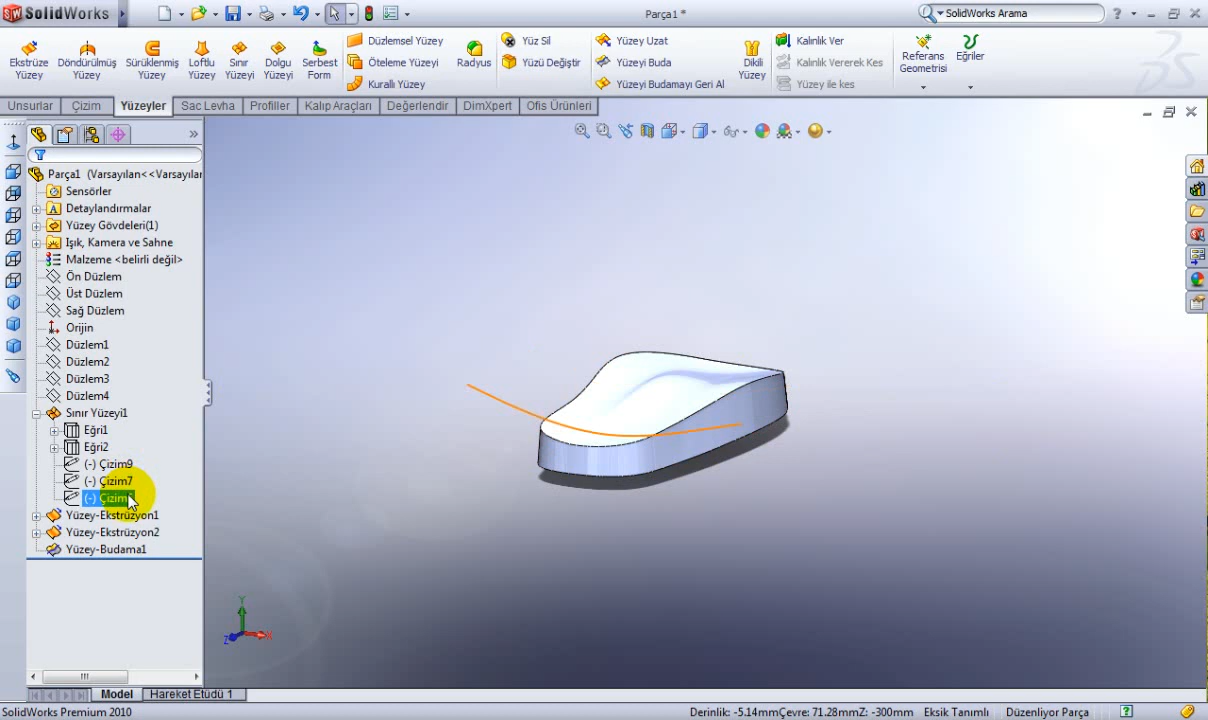 SolidWorks
Parça1 *
SolidWorks Arama
Ekstrüze Yüzey
Döndürülmüş Yüzey
Sürüklenmiş Yüzey
Loftlu Yüzey
Sınır Yüzeyi
Dolgu Yüzeyi
Serbest Form
Düzlemsel Yüzey
Öteleme Yüzeyi
Kurallı Yüzey
Radyus
Yüz Sil
Yüzü Değiştir
Yüzey Uzat
Yüzeyi Buda
Yüzeyi Budamayı Geri Al
Dikili Yüzey
Kalınlık Ver
Kalınlık Vererek Kes
Yüzey ile kes
Referans Geometrisi
Eğriler
Unsurlar
Çizim
Yüzeyler
Sac Levha
Profiller
Kalıp Araçları
Değerlendir
DimXpert
Ofis Ürünleri
Parça1 (Varsayılan<<Varsayılan
Sensörler
Detaylandırmalar
Yüzey Gövdeleri(1)
Işık, Kamera ve Sahne
Malzeme <belirli değil>
Ön Düzlem
Üst Düzlem
Sağ Düzlem
Orijin
Düzlem1
Düzlem2
Düzlem3
Düzlem4
Sınır Yüzeyi1
Eğri1
Eğri2
(-) Çizim9
(-) Çizim7
(-) Çizim
Yüzey-Ekstrüzyon1
Yüzey-Ekstrüzyon2
Yüzey-Budama1
Y
Z
X
Model
Hareket Etüdü 1
SolidWorks Premium 2010
Derinlik: -5.14mmÇevre: 71.28mmZ: -300mm
Eksik Tanımlı
Düzenliyor Parça